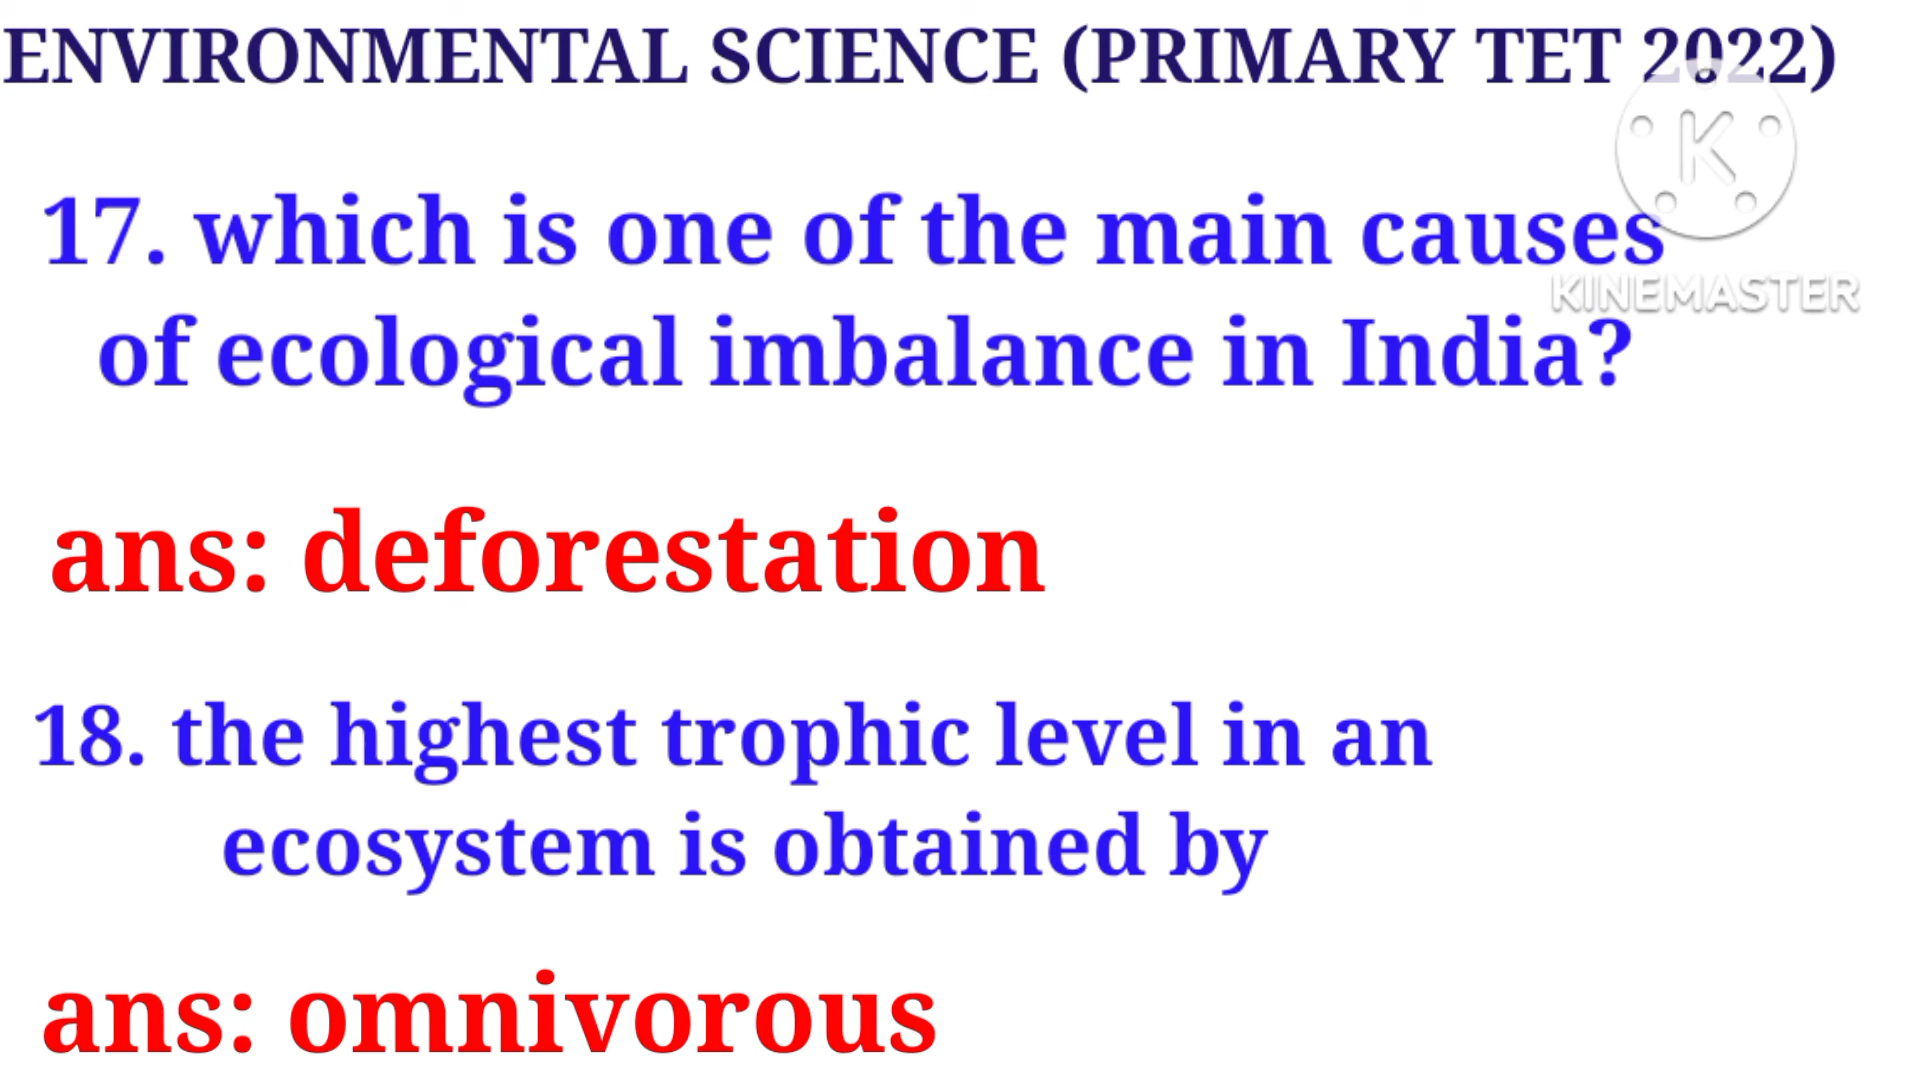 ENVIRONMENTAL SCIENCE (PRIMARY TET 2022)
K
17. which is one of the main causes
KINEMASTER
of ecological imbalance in India?
ans: deforestation
18. the highest trophic level in an
ecosystem is obtained by
ans: omnivorous